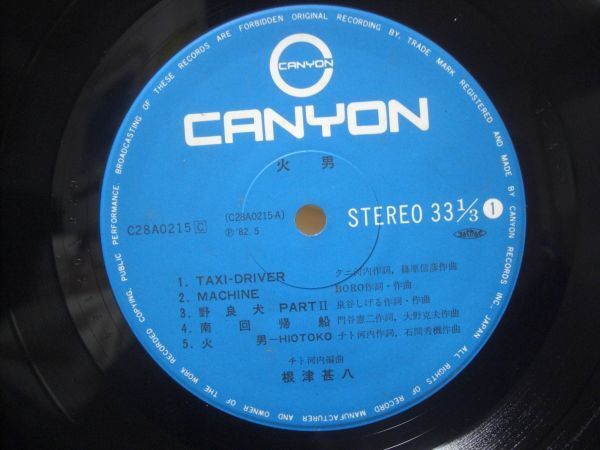 CANYON
CANYON
火男
C28A0215 C
(C28A0215-A)
Ⓟ '82. 5
STEREO 33 1/3 1
1. TAXI-DRIVER クニ河内作詞, 篠原信彦作曲
2. MACHINE BORO作詞・作曲
3. 野良犬 PARTⅡ 泉谷しげる作詞・作曲
4. 南回帰船 門谷憲二作詞, 大野克夫作曲
5. 火男—HIOTOKO チト河内作詞, 石間秀機作曲
チト河内編曲
根津甚八
ALL RIGHTS OF THE MANUFACTURER AND OWNER OF THE WORK RECORDED. COPYING, PUBLIC PERFORMANCE, BROADCASTING OF THESE RECORDS ARE FORBIDDEN ORIGINAL RECORDING BY, TRADE MARK REGISTERED AND MADE BY CANYON RECORDS INC. JAPAN